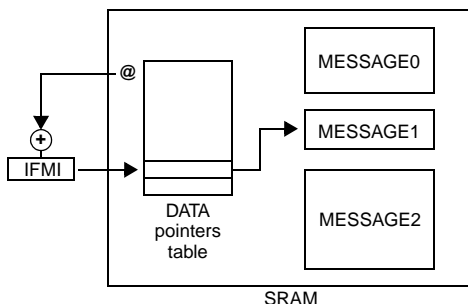 @
+
IFMI
DATA
pointers
table
MESSAGE0
MESSAGE1
MESSAGE2
SRAM